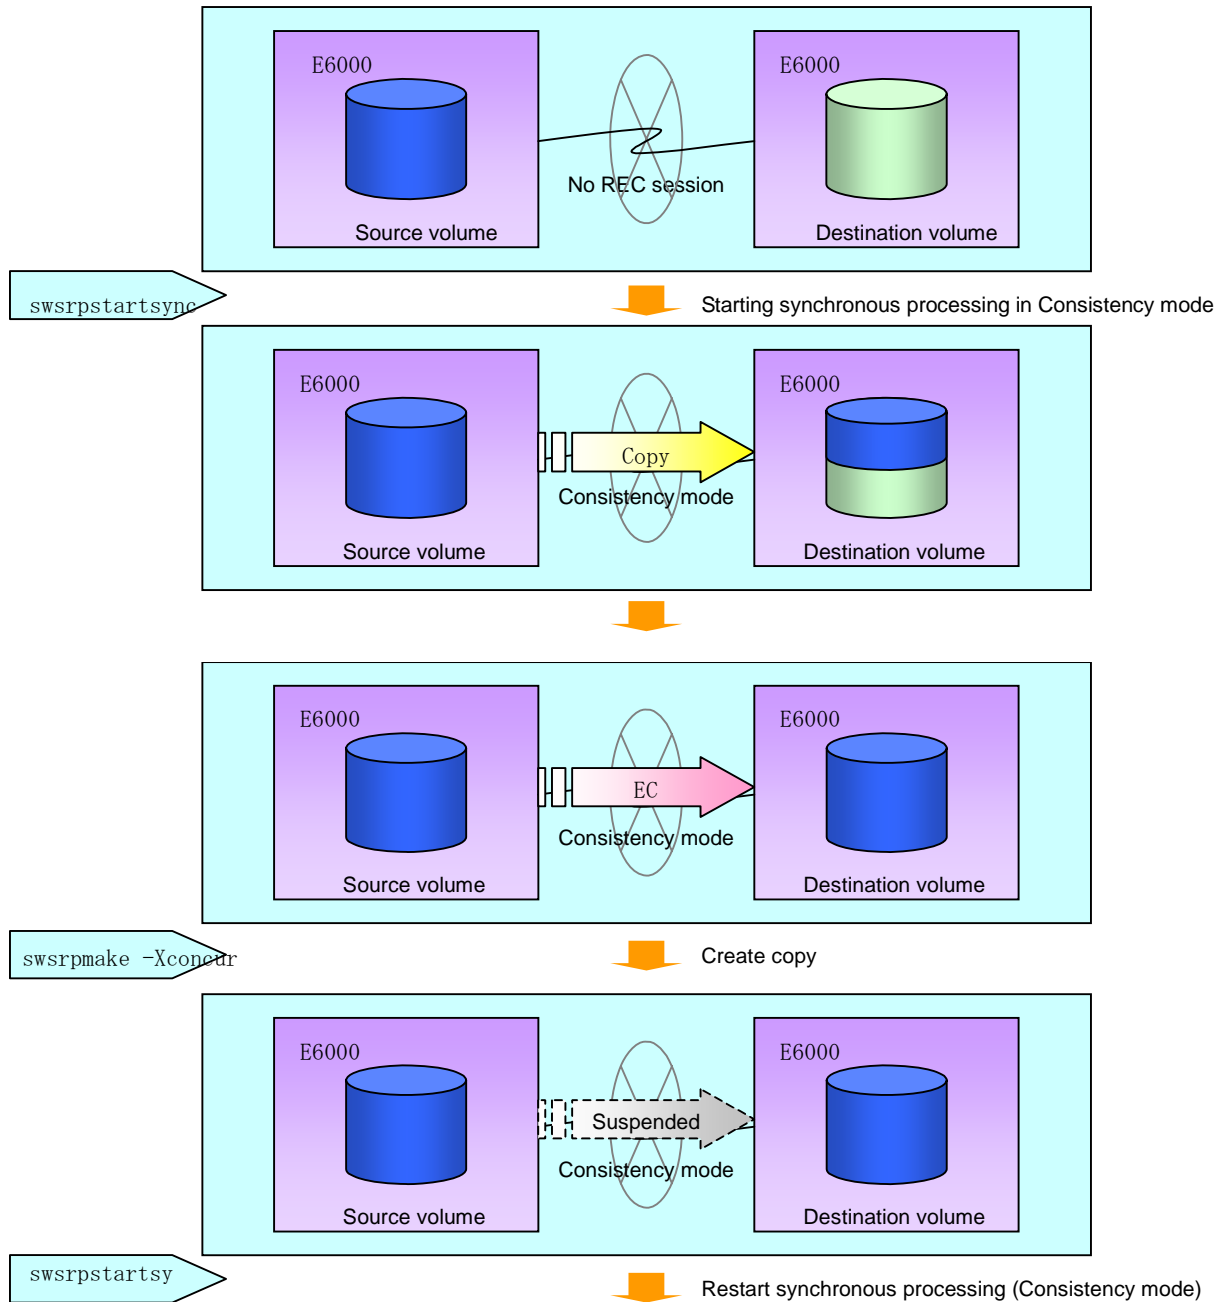 E6000
E6000
No REC session
Source volume
Destination volume
swsrpstartsync
Starting synchronous processing in Consistency mode
E6000
E6000
Copy
Consistency mode
Source volume
Destination volume
E6000
E6000
EC
Consistency mode
Source volume
Destination volume
swsrpmake -Xconcur
Create copy
E6000
E6000
Suspended
Consistency mode
Source volume
Destination volume
swsrpstartsy
Restart synchronous processing (Consistency mode)